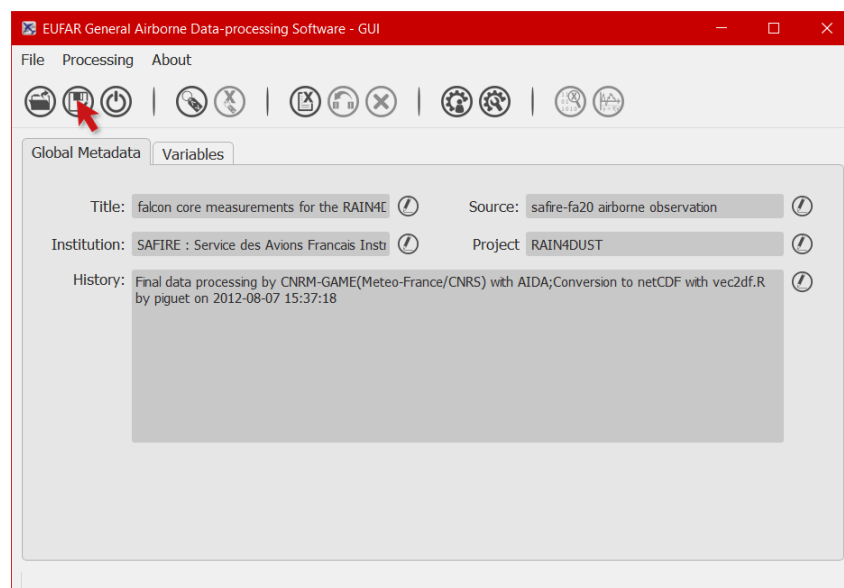 EUFAR General Airborne Data-processing Software - GUI
File Processing About
Global Metadata Variables
Title: falcon core measurements for the RAIN4D Source: safire-fa20 airborne observation
Institution: SAFIRE : Service des Avions Francais Instr Project RAIN4DUST
History: Final data processing by CNRM-GAME(Meteo-France/CNRS) with AIDA;Conversion to netCDF with vec2df.R
by piguet on 2012-08-07 15:37:18